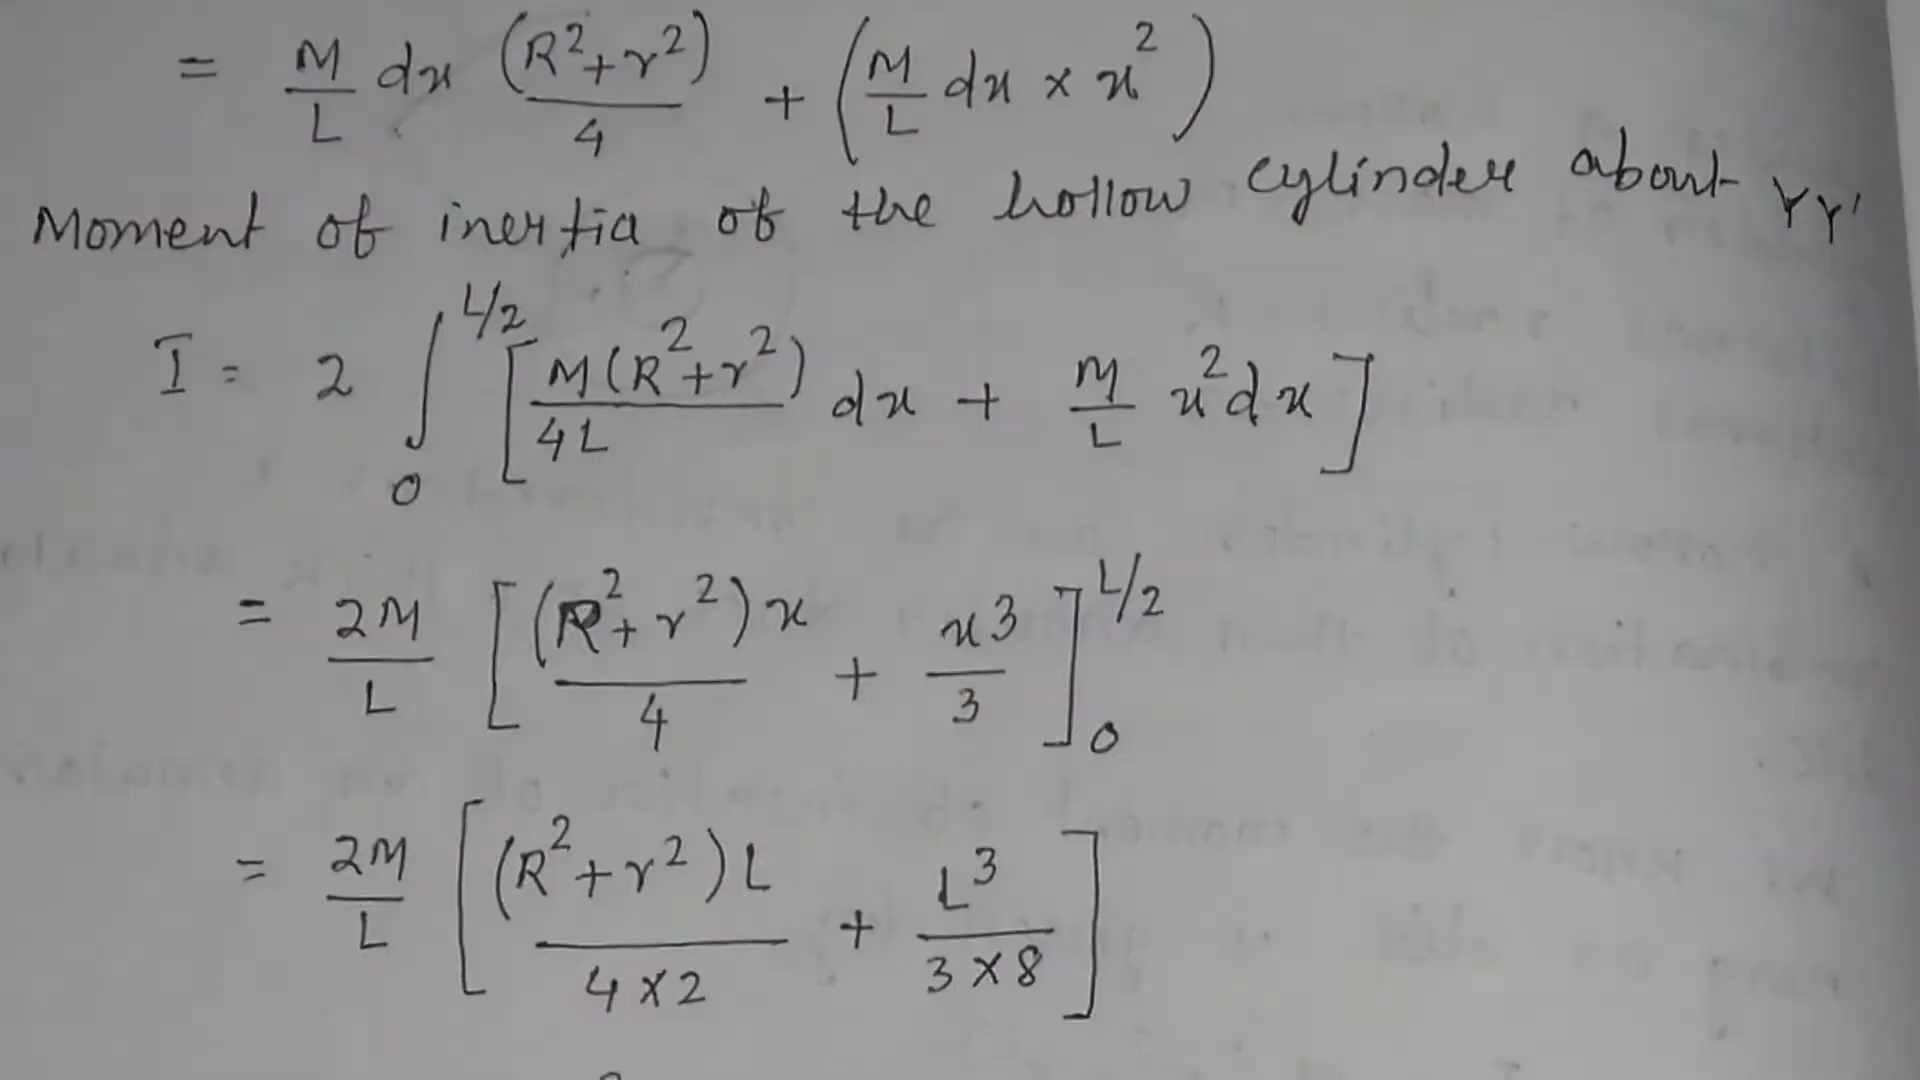 = M/L dx (R²+r²)/4 + (M/L dx × x²)
Moment of inertia of the hollow cylinder about YY'
I = 2 ∫₀^{L/2} [M(R²+r²)/4L dx + M/L x²dx]
= 2M/L [(R²+r²)x/4 + x³/3]₀^{L/2}
= 2M/L [(R²+r²)L/4×2 + L³/3×8]